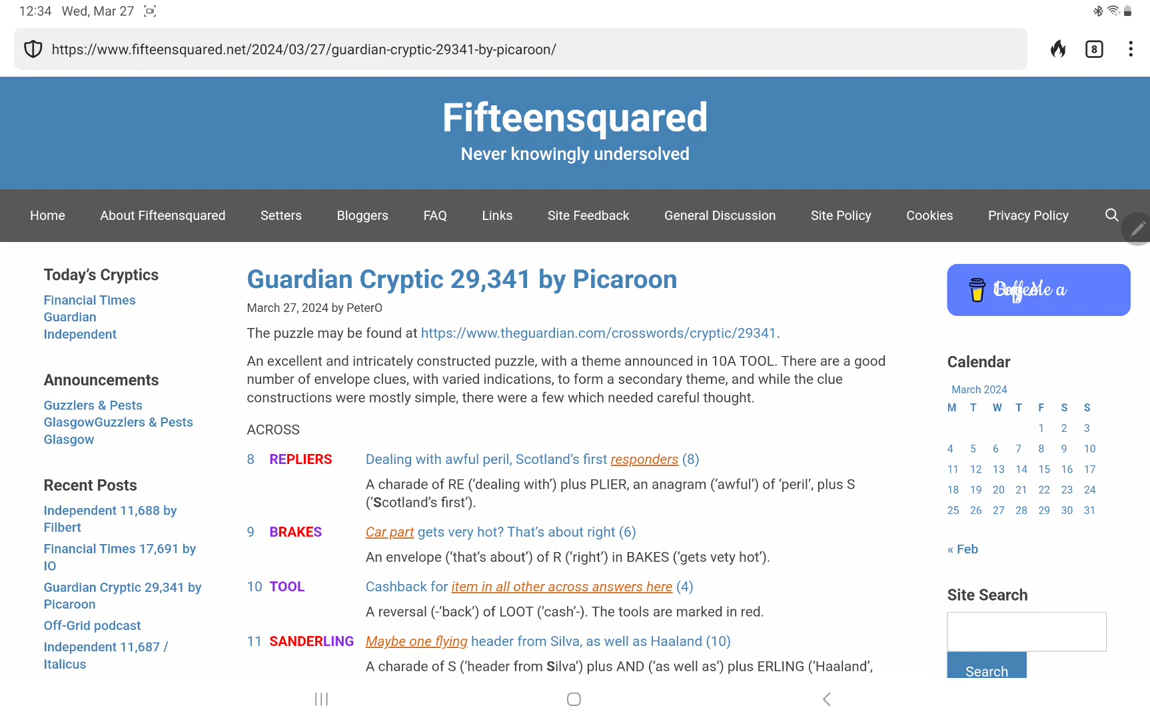 12:34 Wed, Mar 27
https://www.fifteensquared.net/2024/03/27/guardian-cryptic-29341-by-picaroon/
8
Fifteensquared
Never knowingly undersolved
Home About Fifteensquared Setters Bloggers FAQ Links Site Feedback General Discussion Site Policy Cookies Privacy Policy
Today's Cryptics
Financial Times
Guardian
Independent
Announcements
Guzzlers & Pests
GlasgowGuzzlers & Pests
Glasgow
Recent Posts
Independent 11,688 by
Filbert
Financial Times 17,691 by
IO
Guardian Cryptic 29,341 by
Picaroon
Off-Grid podcast
Independent 11,687 /
Italicus
Guardian Cryptic 29,341 by Picaroon
March 27, 2024 by PeterO
The puzzle may be found at https://www.theguardian.com/crosswords/cryptic/29341.
An excellent and intricately constructed puzzle, with a theme announced in 10A TOOL. There are a good
number of envelope clues, with varied indications, to form a secondary theme, and while the clue
constructions were mostly simple, there were a few which needed careful thought.
ACROSS
8 REPLIERS Dealing with awful peril, Scotland's first responders (8)
A charade of RE ('dealing with') plus PLIER, an anagram ('awful') of 'peril', plus S
('Scotland's first').
9 BRAKES Car part gets very hot? That's about right (6)
An envelope ('that's about') of R ('right') in BAKES ('gets vety hot').
10 TOOL Cashback for item in all other across answers here (4)
A reversal (-'back') of LOOT ('cash'-). The tools are marked in red.
11 SANDERLING Maybe one flying header from Silva, as well as Haaland (10)
A charade of S ('header from Silva') plus AND ('as well as') plus ERLING ('Haaland',
Calendar
March 2024
M T W T F S S
1 2 3
4 5 6 7 8 9 10
11 12 13 14 15 16 17
18 19 20 21 22 23 24
25 26 27 28 29 30 31
« Feb
Site Search
Search